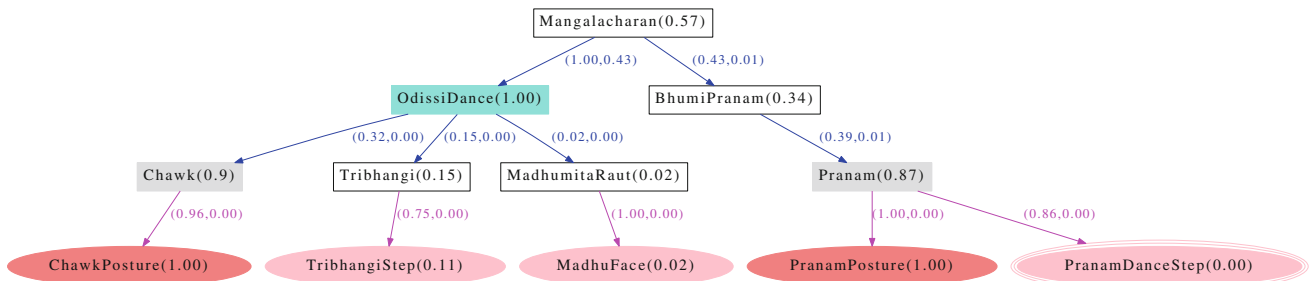 Mangalacharan(0.57)
(1.00,0.43)
(0.43,0.01)
OdissiDance(1.00)
BhumiPranam(0.34)
(0.32,0.00)
(0.15,0.00)
(0.02,0.00)
(0.39,0.01)
Chawk(0.9)
Tribhangi(0.15)
MadhumitaRaut(0.02)
Pranam(0.87)
(0.96,0.00)
(0.75,0.00)
(1.00,0.00)
(1.00,0.00)
(0.86,0.00)
ChawkPosture(1.00)
TribhangiStep(0.11)
MadhuFace(0.02)
PranamPosture(1.00)
PranamDanceStep(0.00)